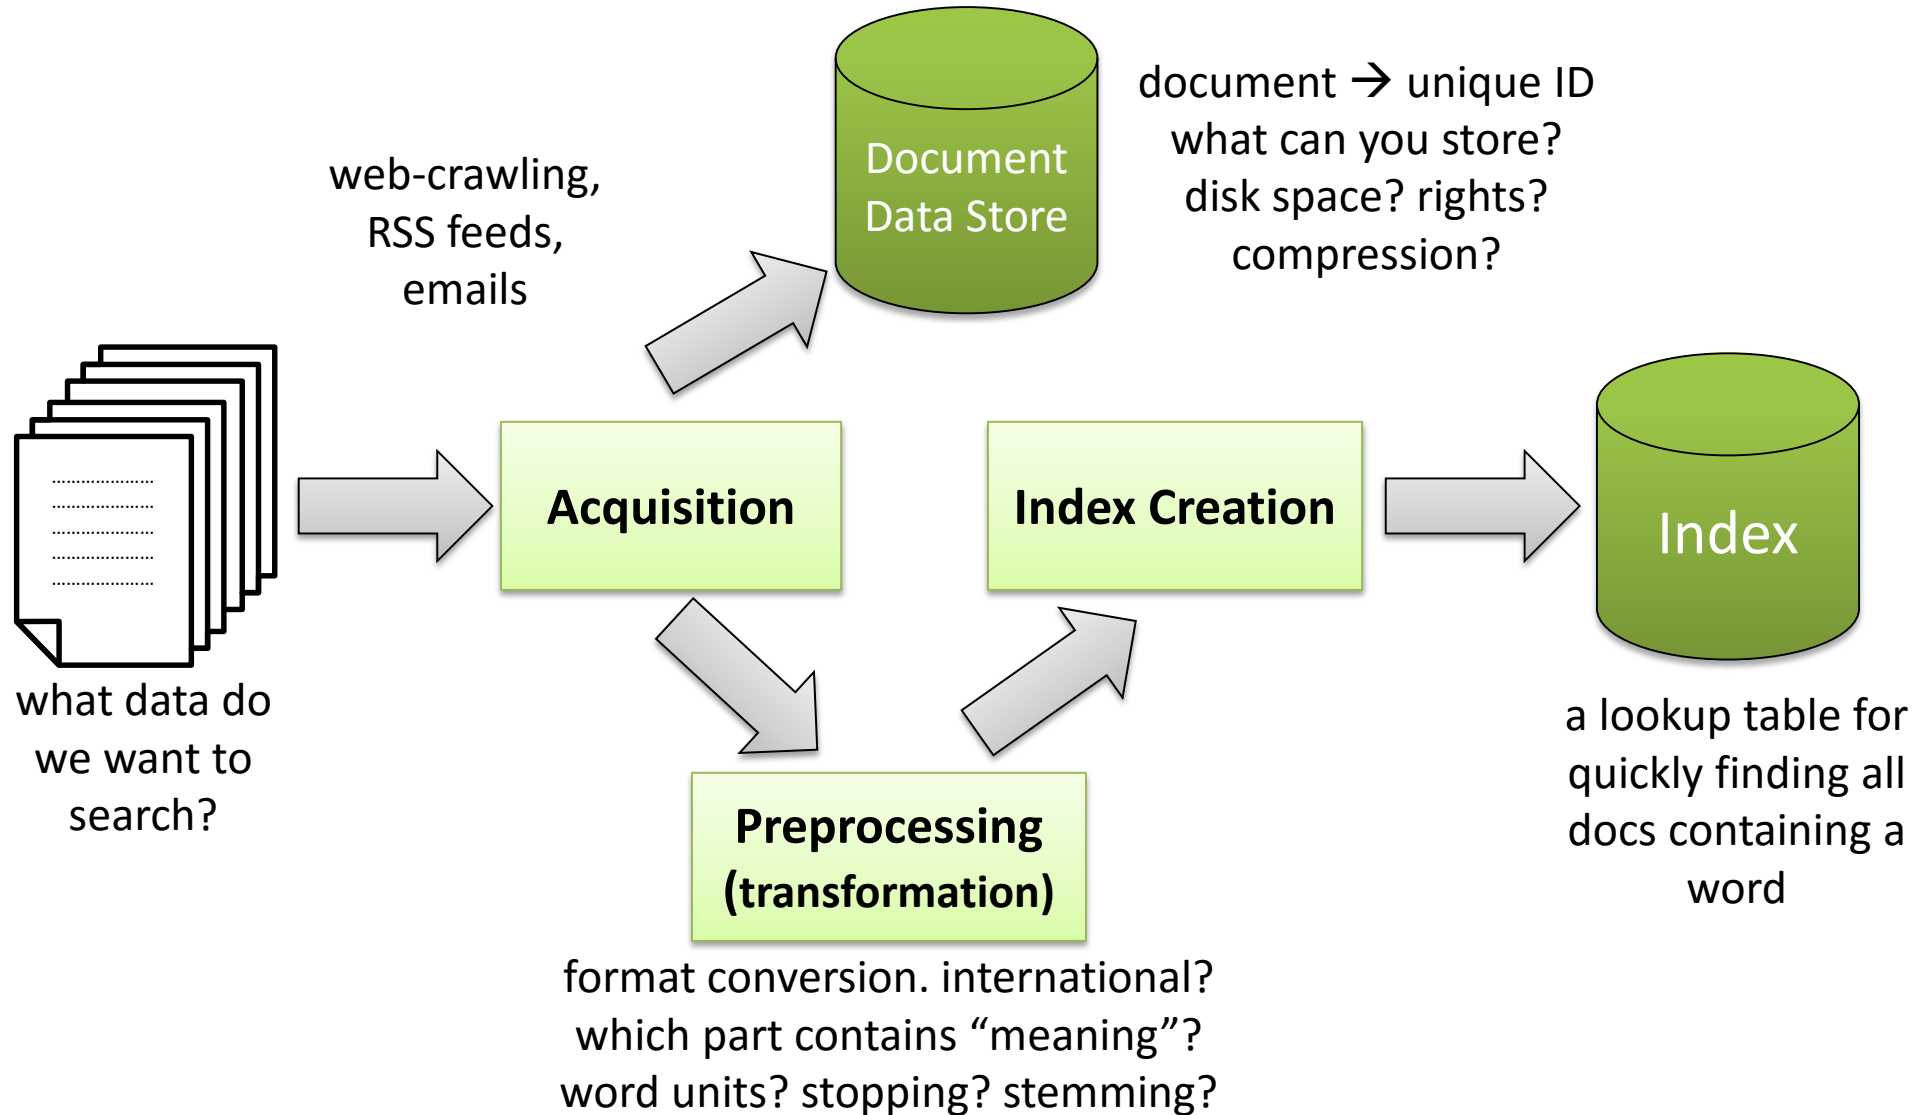 web-crawling,
RSS feeds,
emails
Document
Data Store
document → unique ID
what can you store?
disk space? rights?
compression?
what data do
we want to
search?
Acquisition
Preprocessing
(transformation)
format conversion. international?
which part contains “meaning”?
word units? stopping? stemming?
Index Creation
Index
a lookup table for
quickly finding all
docs containing a
word